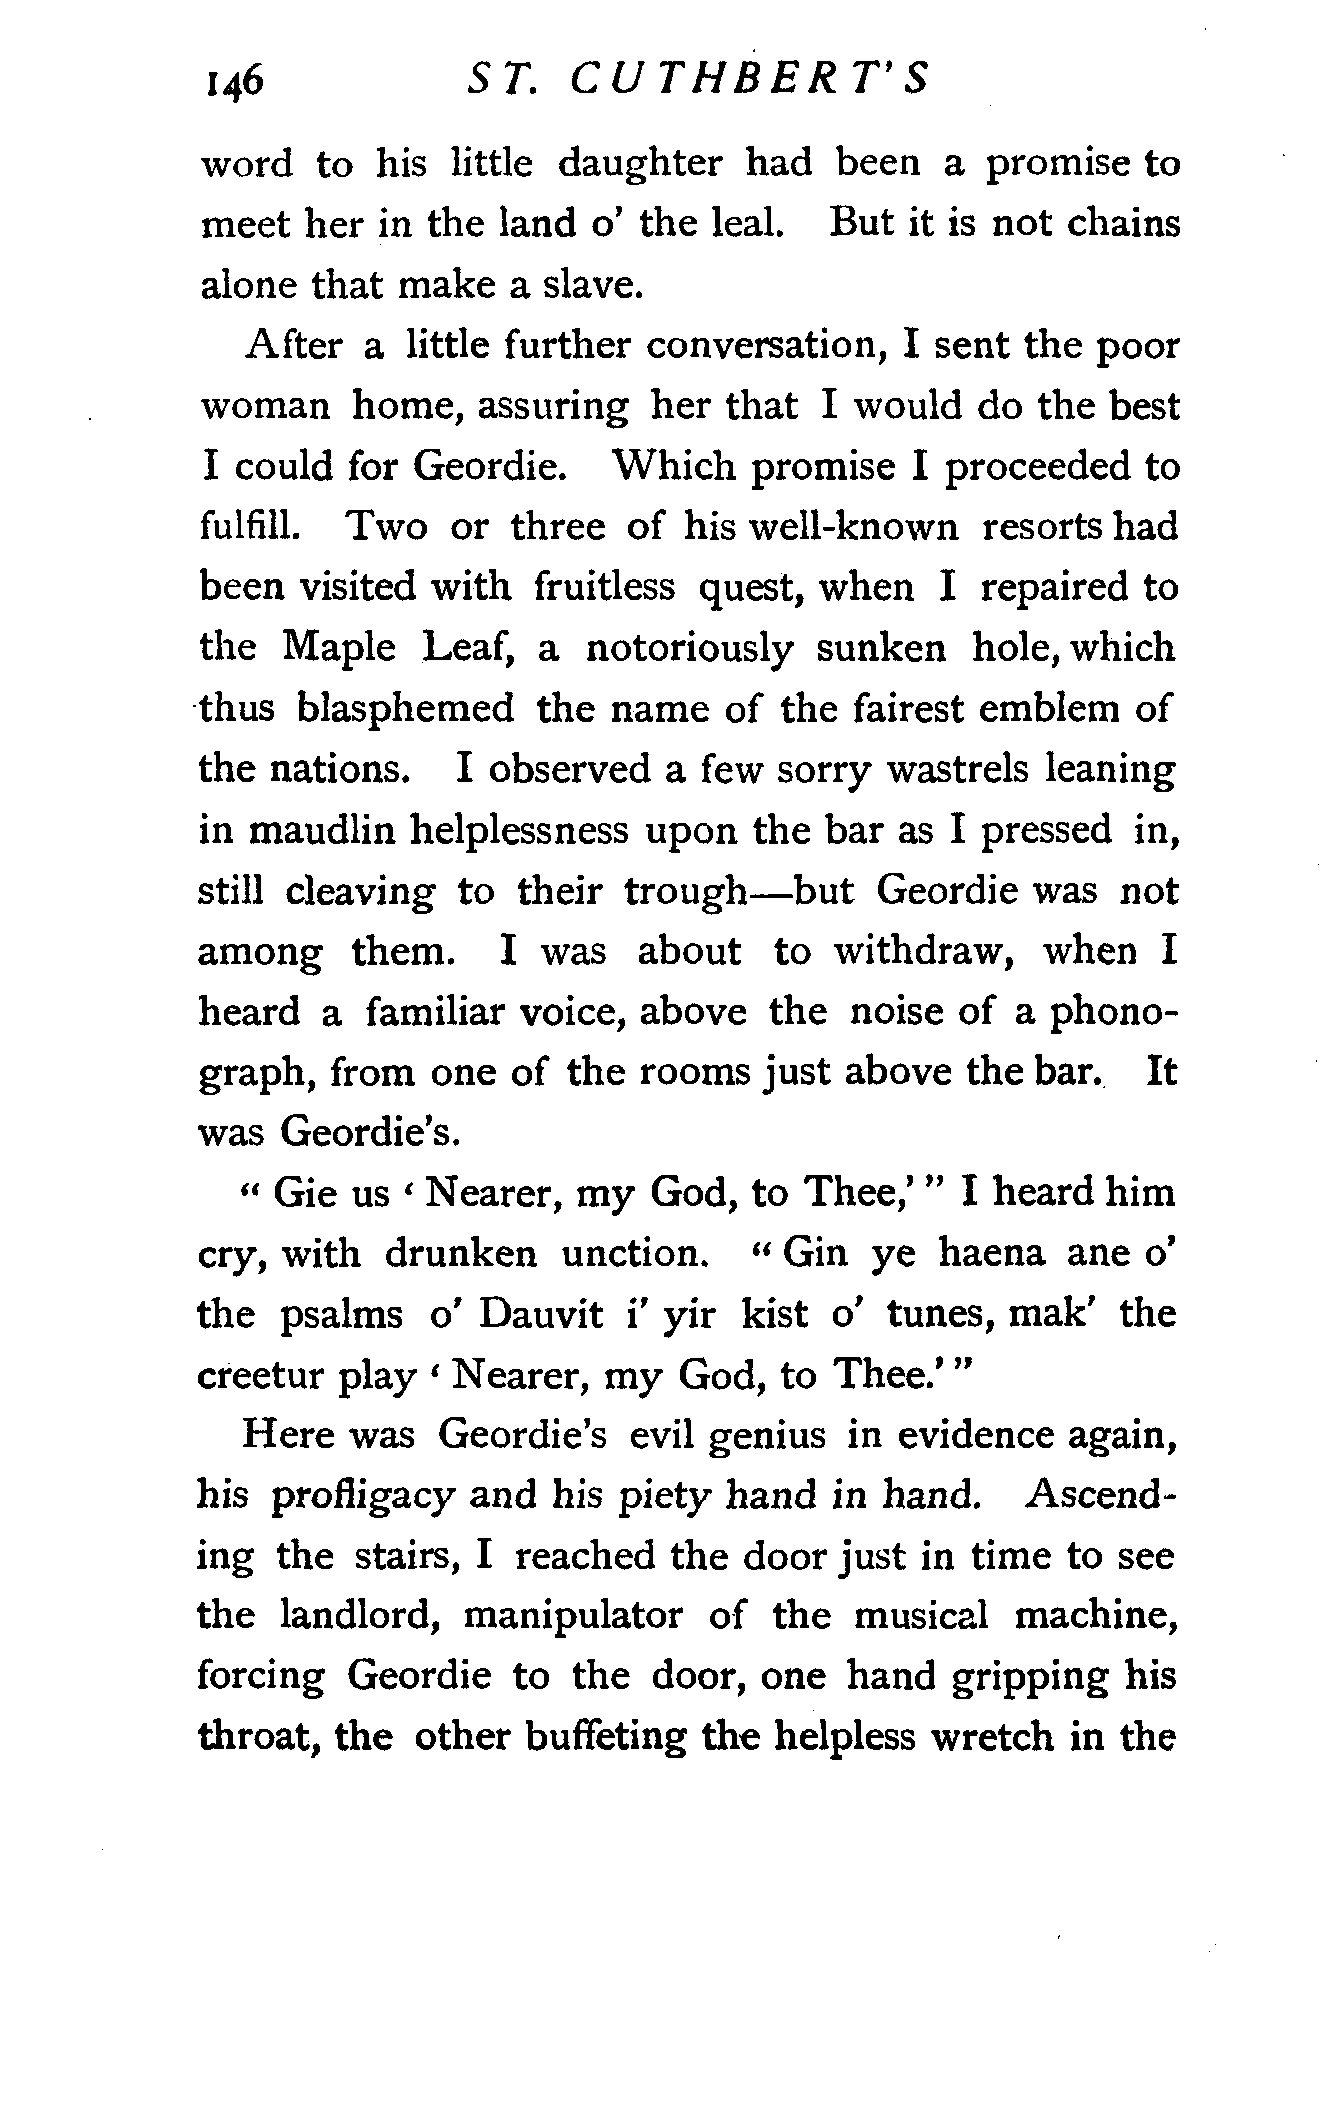 146 ST. CUTHBERT'S
word to his little daughter had been a promise to
meet her in the land o' the leal. But it is not chains
alone that make a slave.
After a little further conversation, I sent the poor
woman home, assuring her that I would do the best
I could for Geordie. Which promise I proceeded to
fulfill. Two or three of his well-known resorts had
been visited with fruitless quest, when I repaired to
the Maple Leaf, a notoriously sunken hole, which
thus blasphemed the name of the fairest emblem of
the nations. I observed a few sorry wastrels leaning
in maudlin helplessness upon the bar as I pressed in,
still cleaving to their trough—but Geordie was not
among them. I was about to withdraw, when I
heard a familiar voice, above the noise of a phono-
graph, from one of the rooms just above the bar. It
was Geordie's.
"Gie us 'Nearer, my God, to Thee,'" I heard him
cry, with drunken unction. "Gin ye haena ane o'
the psalms o' Dauvit i' yir kist o' tunes, mak' the
creetur play 'Nearer, my God, to Thee.'"
Here was Geordie's evil genius in evidence again,
his profligacy and his piety hand in hand. Ascend-
ing the stairs, I reached the door just in time to see
the landlord, manipulator of the musical machine,
forcing Geordie to the door, one hand gripping his
throat, the other buffeting the helpless wretch in the